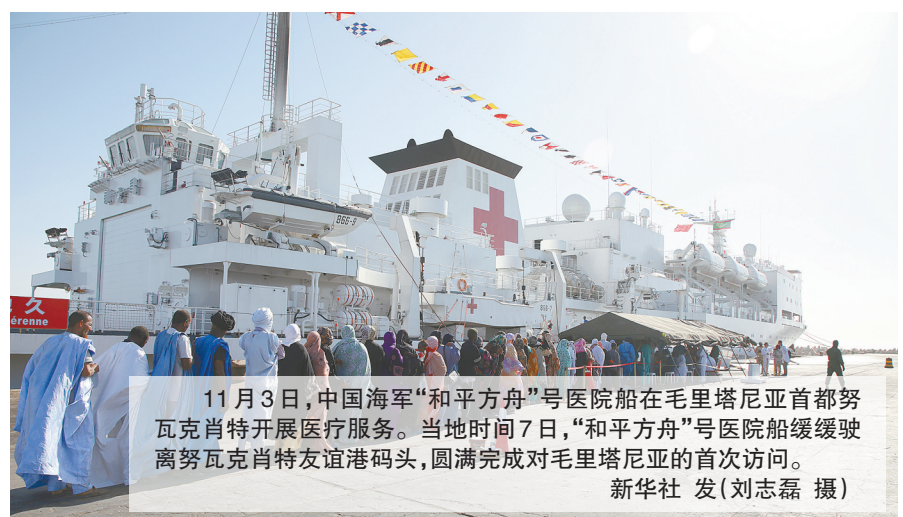 866-9
866-5
久
érenne
11月3日,中国海军“和平方舟”号医院船在毛里塔尼亚首都努
瓦克肖特开展医疗服务。当地时间7日,“和平方舟”号医院船缓缓驶
离努瓦克肖特友谊港码头,圆满完成对毛里塔尼亚的首次访问。
新华社 发(刘志磊 摄)